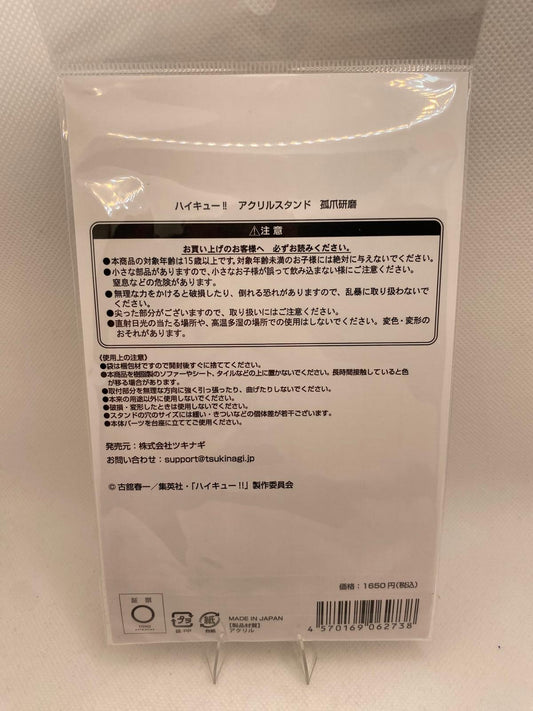 ハイキュー!! アクリルスタンド 孤爪研磨
⚠注意
お買い上げのお客様へ 必ずお読みください。
●本商品の対象年齢は15歳以上です。対象年齢未満のお子様には絶対に与えないでください。
●小さな部品がありますので、小さなお子様が誤って飲み込まない様にご注意ください。
窒息などの危険があります。
●無理な力をかけると破損したり、倒れる恐れがありますので、乱暴に取り扱わないで
ください。
●尖った部分がございますので、取り扱いにはご注意ください。
●直射日光の当たる場所や、高温多湿の場所での使用はしないでください。変色・変形の
おそれがあります。
《使用上の注意》
●袋は梱包材ですので開封後すぐに捨ててください。
●本商品を樹脂製のソファーやシート、タイルなどの上に置かないでください。長時間接触していると色
が移る場合があります。
●取付部分を無理な方向に強く引っ張ったり、曲げたりしないでください。
●本来の用途以外に使用しないでください。
●破損・変形したときは使用しないでください。
●スタンドの穴のサイズには緩い・きついなどの個体差が若干ございます。
●本体パーツを台座に立ててご使用ください。
発売元：株式会社ツキナギ
お問い合わせ：support@tsukinagi.jp
© 古舘春一／集英社・「ハイキュー!!」製作委員会
価格：1650円(税込)
証 票
プラ
紙
MADE IN JAPAN
【製品材質】
アクリル
4 570169 062738